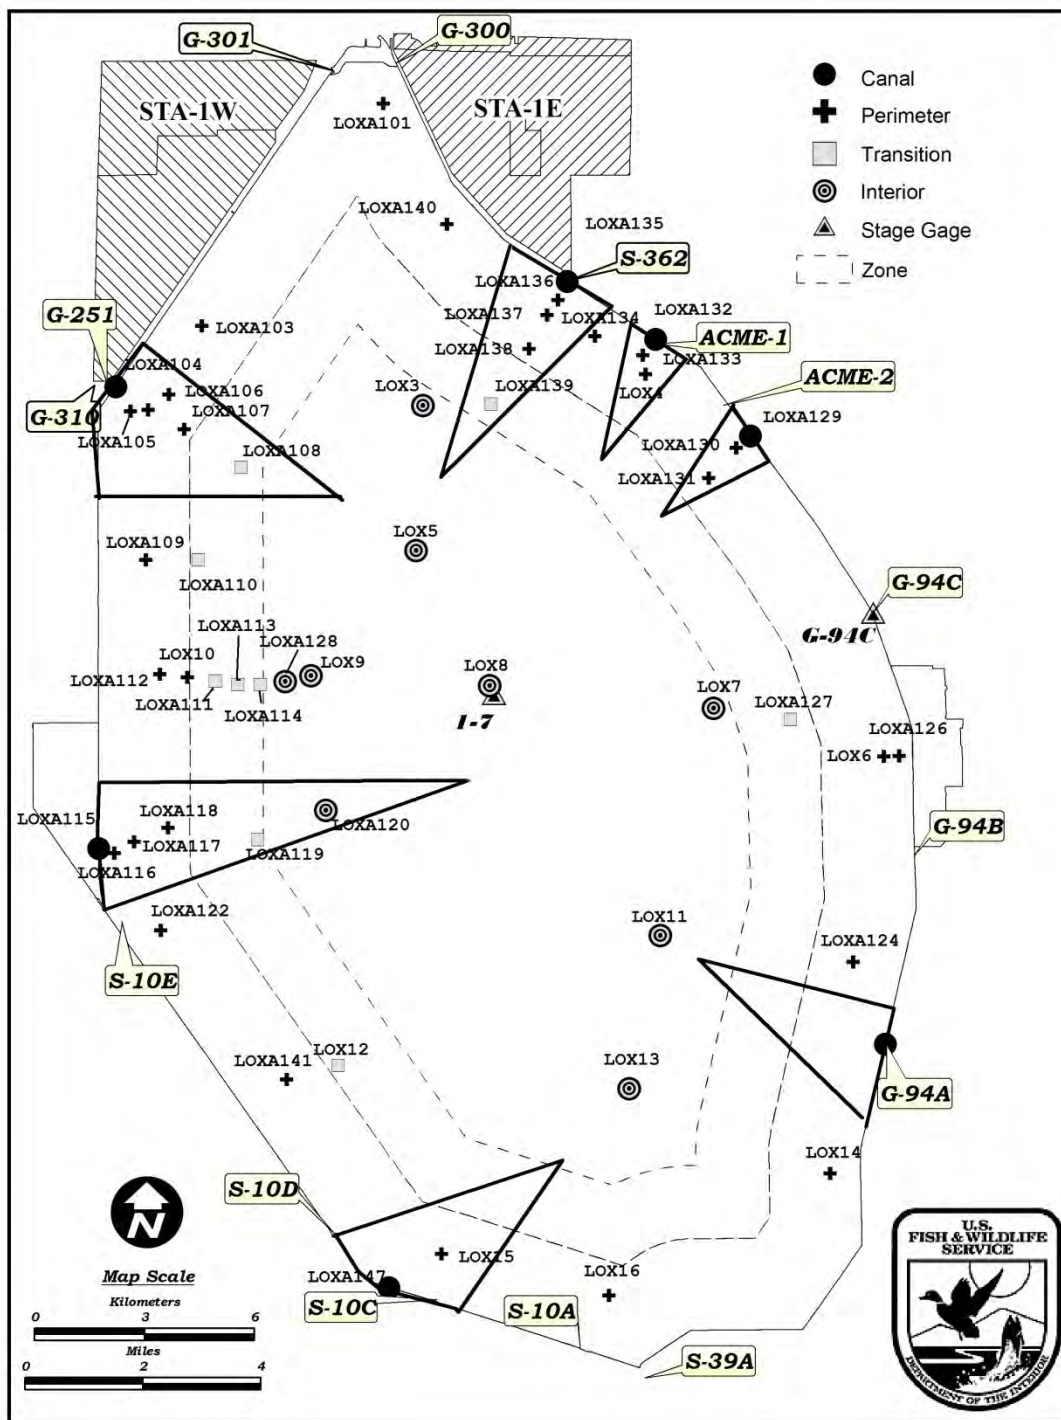 G-301
G-300
STA-1W
STA-1E
LOXA101
Canal
Perimeter
Transition
Interior
Stage Gage
Zone
LOXA140
LOXA135
S-362
LOXA136
G-251
LOXA103
LOXA137
LOXA134
LOXA132
ACME-1
LOXA138
LOXA133
LOXA104
LOX3
LOXA139
LOX4
ACME-2
LOXA106
G-310
LOXA107
LOXA105
LOXA129
LOXA130
LOXA108
LOXA131
LOX5
LOXA109
LOXA110
G-94C
G-94C
LOXA113
LOX10
LOXA128
LOX9
LOX8
LOXA112
LOXA111
LOXA114
LOX7
LOXA127
I-7
LOXA126
LOX6
LOXA118
LOXA115
LOXA120
G-94B
LOXA117
LOXA119
LOXA116
LOXA122
LOX11
LOXA124
S-10E
LOX12
LOXA141
LOX13
G-94A
LOX14
S-10D
N
LOX15
LOXA147
LOX16
S-10C
S-10A
S-39A
Map Scale
Kilometers
0 3 6
Miles
0 2 4
U.S.
FISH & WILDLIFE
SERVICE
DEPARTMENT OF THE INTERIOR